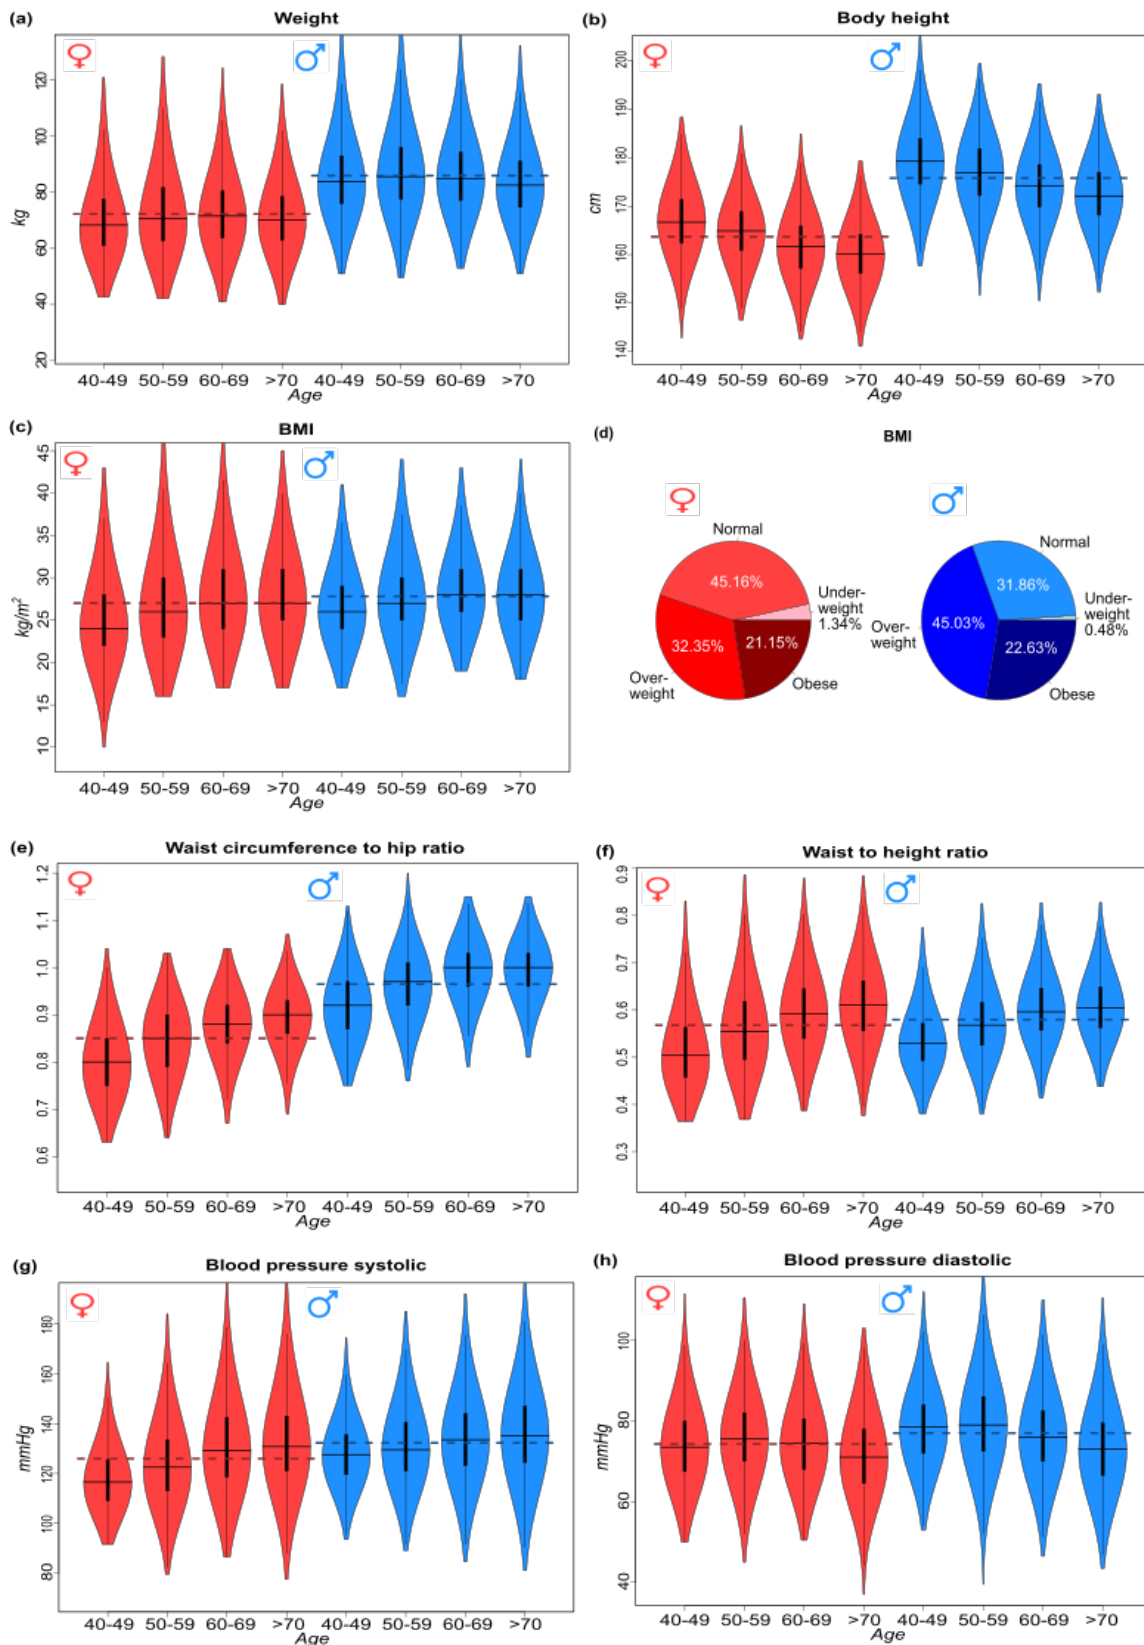 (a) Weight
kg
20 40 60 80 100 120
40-49 50-59 60-69 >70 40-49 50-59 60-69 >70
Age
(b) Body height
cm
140 150 160 170 180 190 200
40-49 50-59 60-69 >70 40-49 50-59 60-69 >70
Age
(c) BMI
kg/m²
10 15 20 25 30 35 40 45
40-49 50-59 60-69 >70 40-49 50-59 60-69 >70
Age
(d) BMI
Normal
45.16%
Under-
weight
1.34%
32.35%
21.15%
Over-
weight
Obese
Normal
31.86%
Under-
weight
0.48%
Over-
weight
45.03%
22.63%
Obese
(e) Waist circumference to hip ratio
0.6 0.7 0.8 0.9 1.0 1.1 1.2
40-49 50-59 60-69 >70 40-49 50-59 60-69 >70
Age
(f) Waist to height ratio
0.3 0.4 0.5 0.6 0.7 0.8 0.9
40-49 50-59 60-69 >70 40-49 50-59 60-69 >70
Age
(g) Blood pressure systolic
mmHg
80 100 120 140 160 180
40-49 50-59 60-69 >70 40-49 50-59 60-69 >70
Age
(h) Blood pressure diastolic
mmHg
40 60 80 100
40-49 50-59 60-69 >70 40-49 50-59 60-69 >70
Age